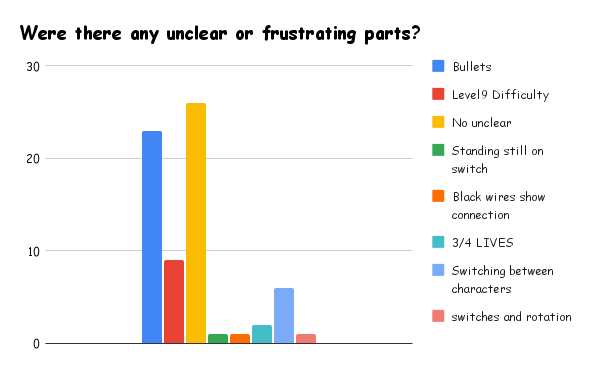 Were there any unclear or frustrating parts?
30
20
10
0
Bullets
Level9 Difficulty
No unclear
Standing still on
switch
Black wires show
connection
3/4 LIVES
Switching between
characters
switches and rotation